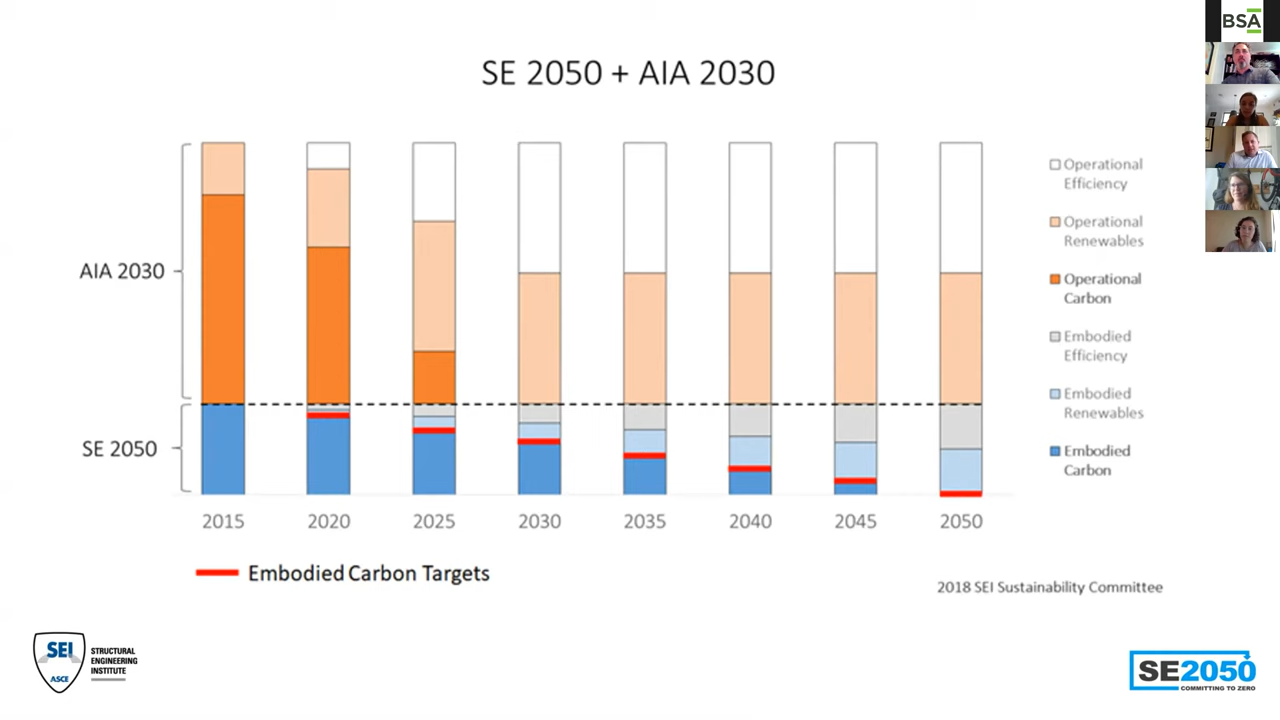 BSA
SE 2050 + AIA 2030
AIA 2030
SE 2050
Operational
Efficiency
Operational
Renewables
Operational
Carbon
Embodied
Efficiency
Embodied
Renewables
Embodied
Carbon
2015 2020 2025 2030 2035 2040 2045 2050
Embodied Carbon Targets
2018 SEI Sustainability Committee
SEI
ASCE
STRUCTURAL
ENGINEERING
INSTITUTE
SE2050
COMMITTING TO ZERO